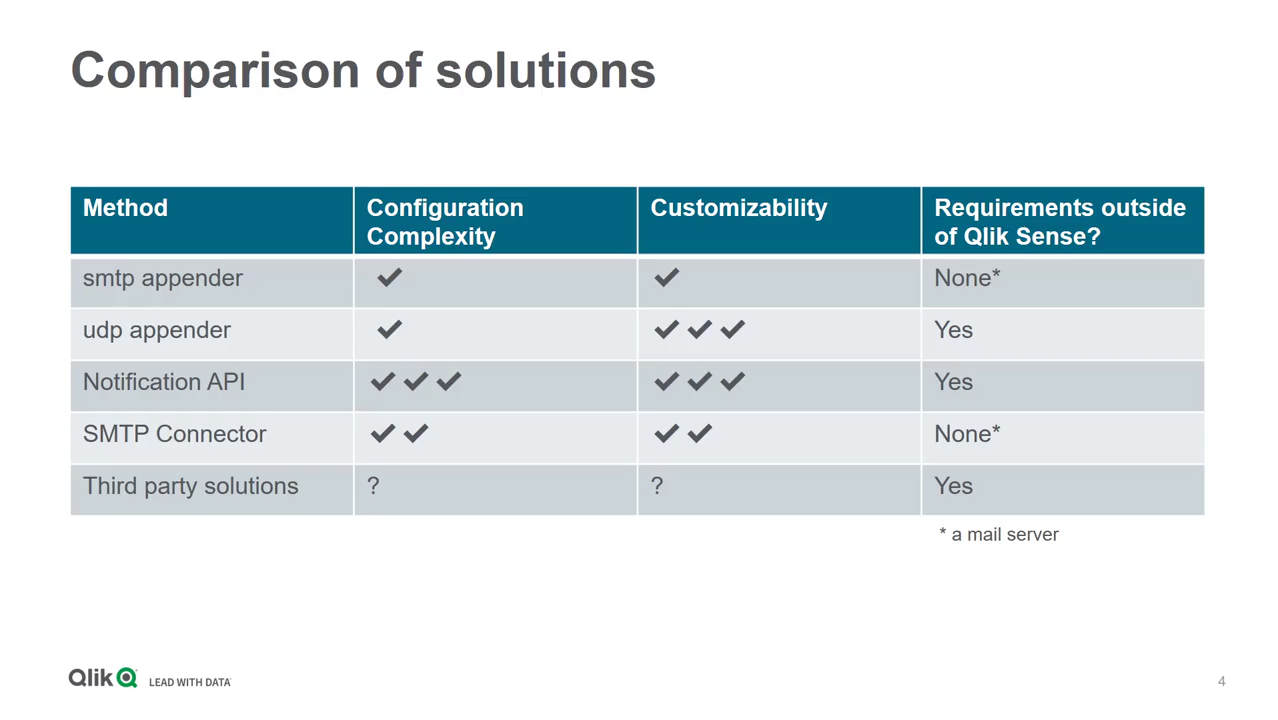 Comparison of solutions
Method Configuration Complexity Customizability Requirements outside of Qlik Sense?
smtp appender ✔ ✔ None*
udp appender ✔ ✔ ✔ ✔ Yes
Notification API ✔ ✔ ✔ ✔ ✔ ✔ Yes
SMTP Connector ✔ ✔ ✔ ✔ None*
Third party solutions ? ? Yes
* a mail server
Qlik LEAD WITH DATA
4